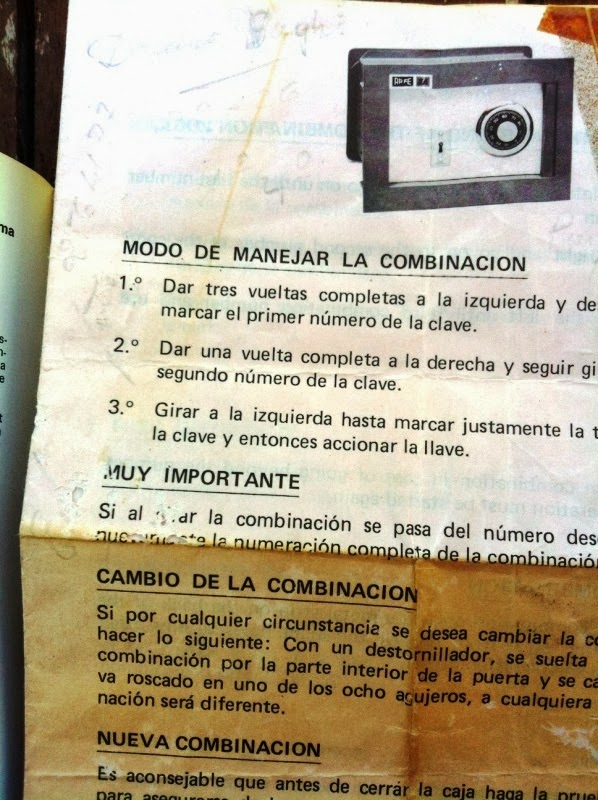 MODO DE MANEJAR LA COMBINACION
1.º Dar tres vueltas completas a la izquierda y de
marcar el primer número de la clave.
2.º Dar una vuelta completa a la derecha y seguir gi
segundo número de la clave.
3.º Girar a la izquierda hasta marcar justamente la t
la clave y entonces accionar la llave.
MUY IMPORTANTE
Si al la combinación se pasa del número des
la numeración completa de la combinación
CAMBIO DE LA COMBINACION
Si por cualquier circunstancia se desea cambiar la c
hacer lo siguiente: Con un destornillador, se suelta
combinación por la parte interior de la puerta y se ca
va roscado en uno de los ocho agujeros, a cualquiera
nación será diferente.
NUEVA COMBINACION
Es aconsejable que antes de cerrar la caja haga la prue
para